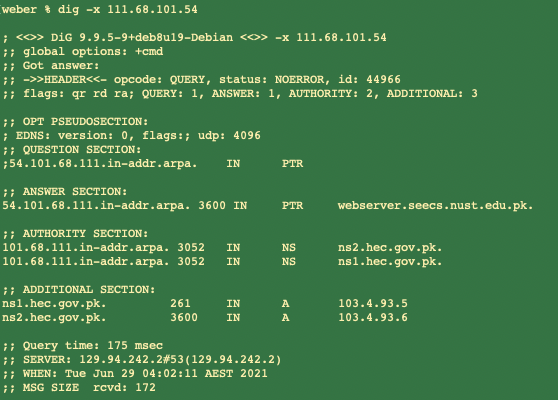 weber % dig -x 111.68.101.54
; <<>> DiG 9.9.5-9+deb8u19-Debian <<>> -x 111.68.101.54
;; global options: +cmd
;; Got answer:
;; ->>HEADER<<- opcode: QUERY, status: NOERROR, id: 44966
;; flags: qr rd ra; QUERY: 1, ANSWER: 1, AUTHORITY: 2, ADDITIONAL: 3
;; OPT PSEUDOSECTION:
; EDNS: version: 0, flags:; udp: 4096
;; QUESTION SECTION:
;54.101.68.111.in-addr.arpa. IN PTR
;; ANSWER SECTION:
54.101.68.111.in-addr.arpa. 3600 IN PTR webserver.seecs.nust.edu.pk.
;; AUTHORITY SECTION:
101.68.111.in-addr.arpa. 3052 IN NS ns2.hec.gov.pk.
101.68.111.in-addr.arpa. 3052 IN NS ns1.hec.gov.pk.
;; ADDITIONAL SECTION:
ns1.hec.gov.pk. 261 IN A 103.4.93.5
ns2.hec.gov.pk. 3600 IN A 103.4.93.6
;; Query time: 175 msec
;; SERVER: 129.94.242.2#53(129.94.242.2)
;; WHEN: Tue Jun 29 04:02:11 AEST 2021
;; MSG SIZE rcvd: 172